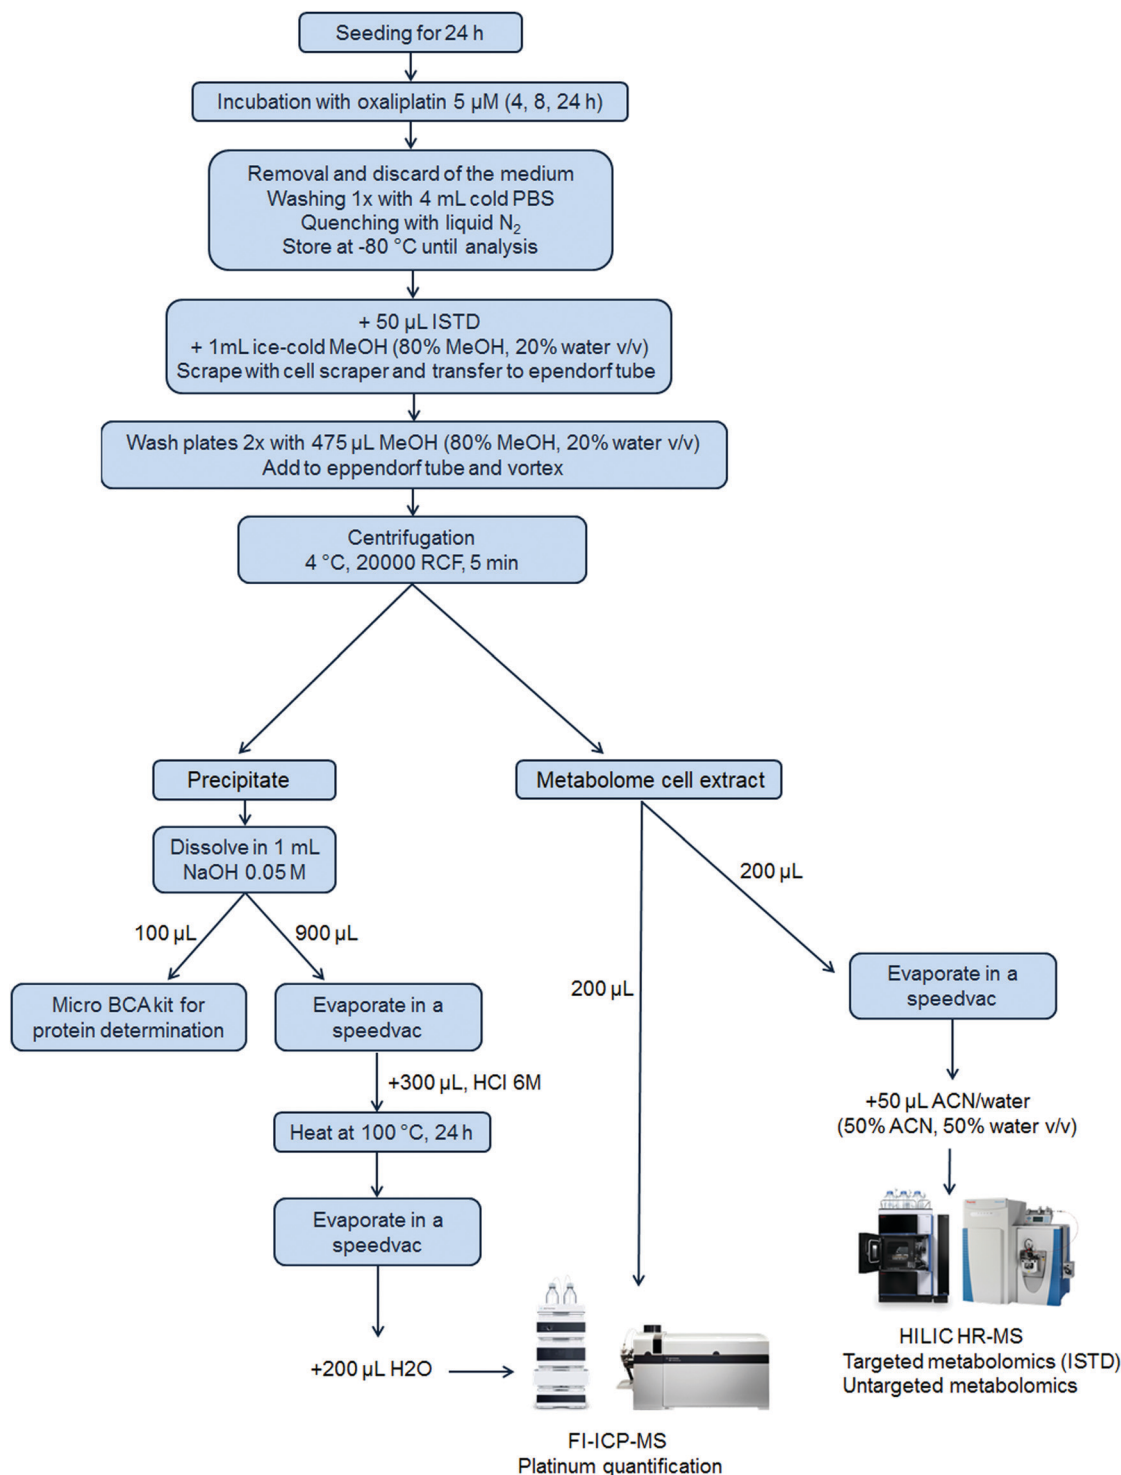 Seeding for 24 h
Incubation with oxaliplatin 5 µM (4, 8, 24 h)
Removal and discard of the medium
Washing 1x with 4 mL cold PBS
Quenching with liquid N₂
Store at -80 °C until analysis
+ 50 µL ISTD
+ 1mL ice-cold MeOH (80% MeOH, 20% water v/v)
Scrape with cell scraper and transfer to ependorf tube
Wash plates 2x with 475 µL MeOH (80% MeOH, 20% water v/v)
Add to eppendorf tube and vortex
Centrifugation
4 °C, 20000 RCF, 5 min
Precipitate
Metabolome cell extract
Dissolve in 1 mL
NaOH 0.05 M
200 µL
100 µL
900 µL
200 µL
Micro BCA kit for
protein determination
Evaporate in a
speedvac
Evaporate in a
speedvac
+300 µL, HCl 6M
+50 µL ACN/water
(50% ACN, 50% water v/v)
Heat at 100 °C, 24 h
Evaporate in a
speedvac
+200 µL H2O
HILIC HR-MS
Targeted metabolomics (ISTD)
Untargeted metabolomics
FI-ICP-MS
Platinum quantification